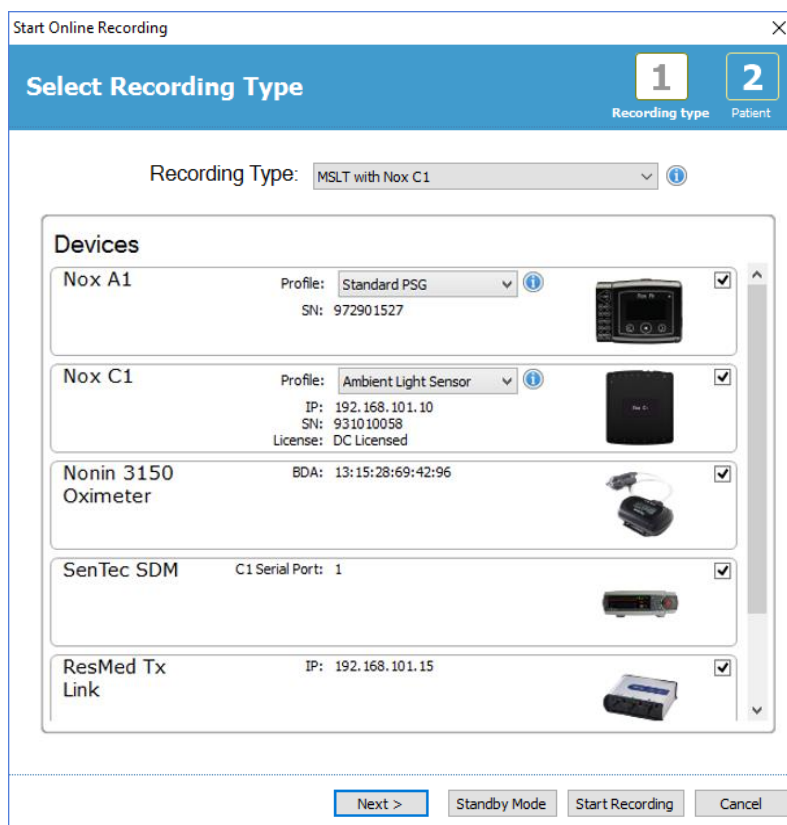 Start Online Recording
Select Recording Type
1
Recording type
2
Patient
Recording Type: MSLT with Nox C1
Devices
Nox A1
Profile: Standard PSG
SN: 972901527
Nox C1
Profile: Ambient Light Sensor
IP: 192.168.101.10
SN: 931010058
License: DC Licensed
Nonin 3150
Oximeter
BDA: 13:15:28:69:42:96
SenTec SDM
C1 Serial Port: 1
ResMed Tx
Link
IP: 192.168.101.15
Next >
Standby Mode
Start Recording
Cancel